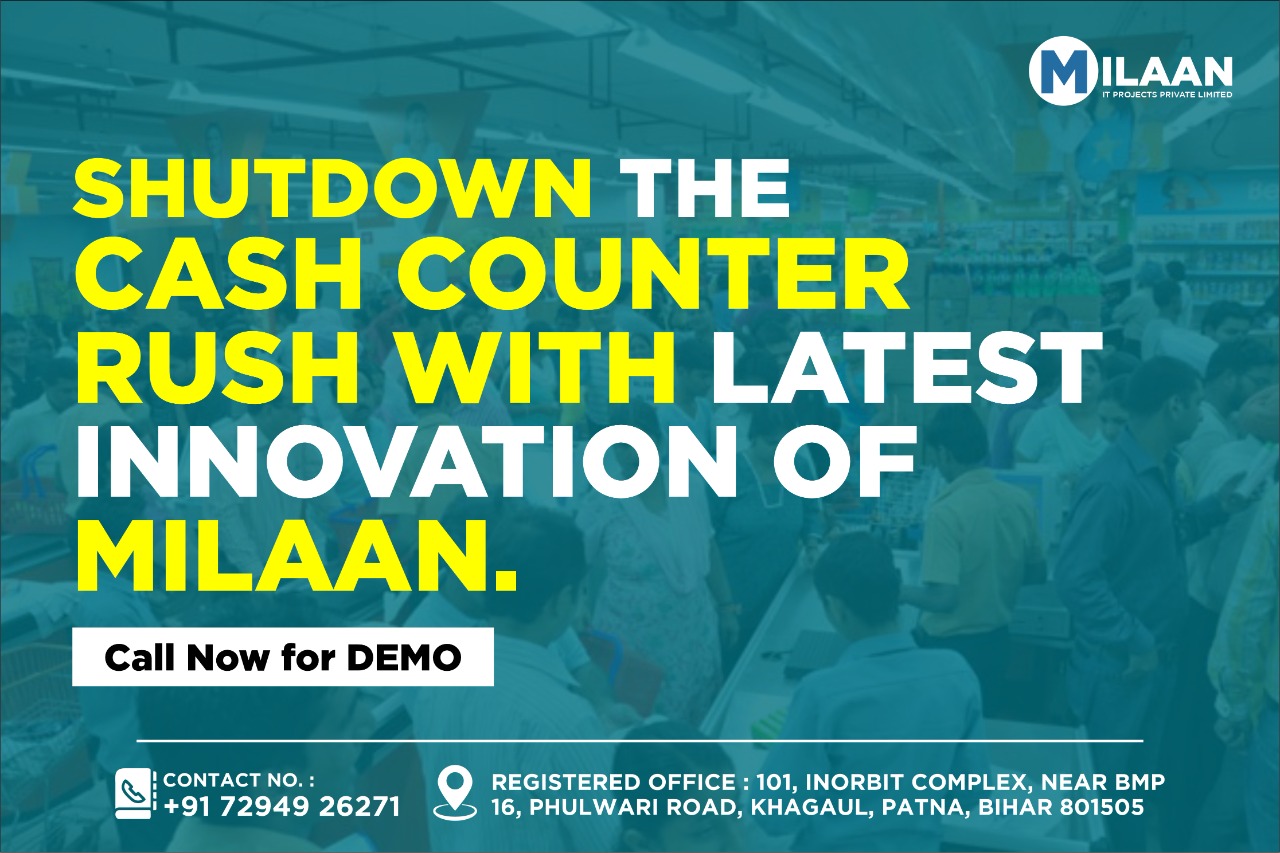 MILAAN
IT PROJECTS PRIVATE LIMITED
SHUTDOWN THE
CASH COUNTER
RUSH WITH LATEST
INNOVATION OF
MILAAN.
Call Now for DEMO
CONTACT NO. :
+91 72949 26271
REGISTERED OFFICE : 101, INORBIT COMPLEX, NEAR BMP
16, PHULWARI ROAD, KHAGAUL, PATNA, BIHAR 801505